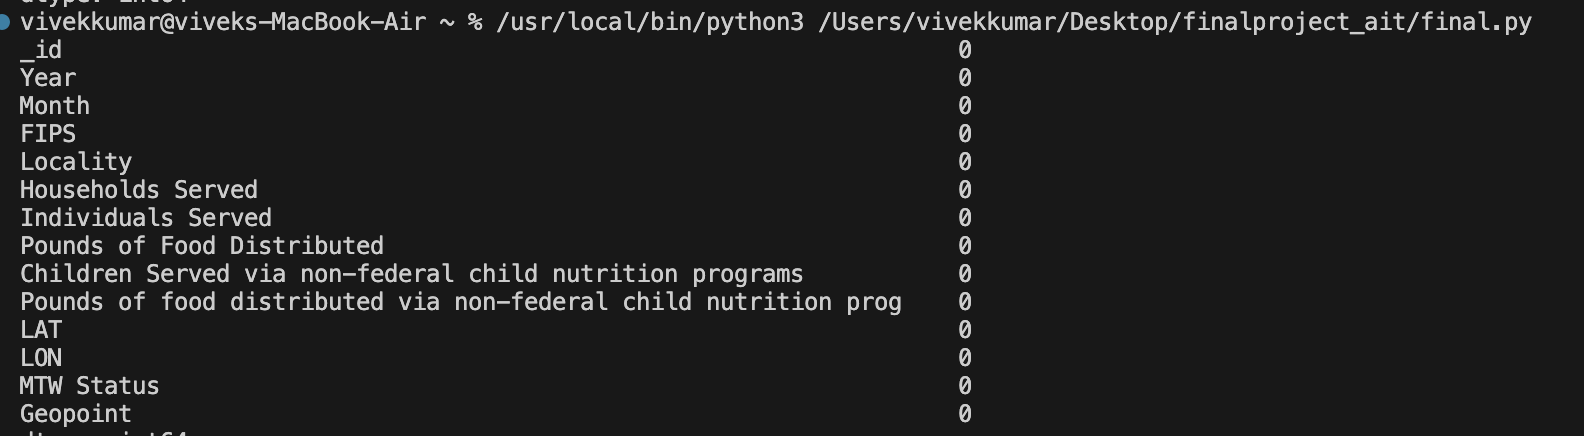 vivekkumar@viveks-MacBook-Air ~ % /usr/local/bin/python3 /Users/vivekkumar/Desktop/finalproject_ait/final.py
_id 0
Year 0
Month 0
FIPS 0
Locality 0
Households Served 0
Individuals Served 0
Pounds of Food Distributed 0
Children Served via non-federal child nutrition programs 0
Pounds of food distributed via non-federal child nutrition prog 0
LAT 0
LON 0
MTW Status 0
Geopoint 0